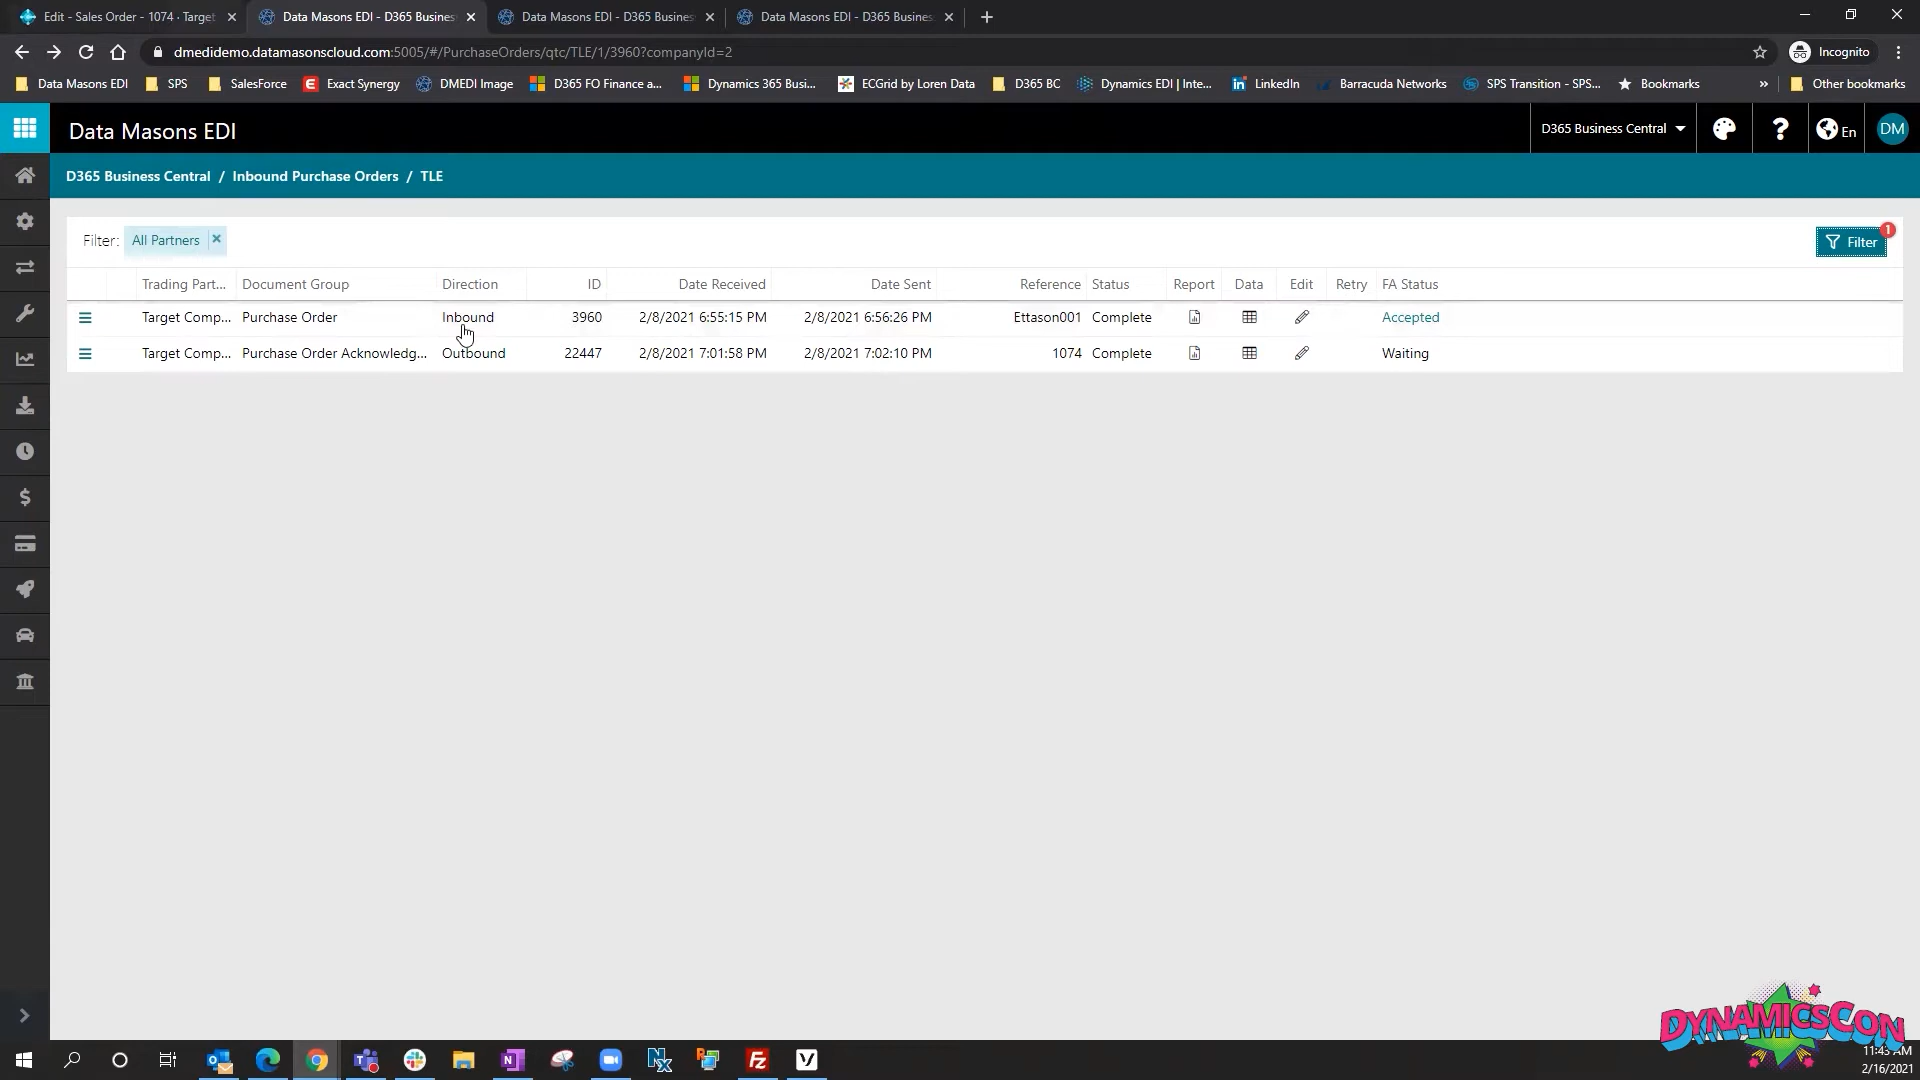 Edit - Sales Order - 1074 · Target
Data Masons EDI - D365 Busines
Data Masons EDI - D365 Busines
Data Masons EDI - D365 Busines
dmedidemo.datamasonscloud.com:5005/#/PurchaseOrders/qtc/TLE/1/3960?companyId=2
Incognito
Data Masons EDI
SPS
SalesForce
Exact Synergy
DMEDI Image
D365 FO Finance a...
Dynamics 365 Busi...
ECGrid by Loren Data
D365 BC
Dynamics EDI | Inte...
LinkedIn
Barracuda Networks
SPS Transition - SPS...
Bookmarks
»
Other bookmarks
Data Masons EDI
D365 Business Central
?
En
DM
D365 Business Central / Inbound Purchase Orders / TLE
Filter: All Partners ×
Filter
1
Trading Part... Document Group Direction ID Date Received Date Sent Reference Status Report Data Edit Retry FA Status
Target Comp... Purchase Order Inbound 3960 2/8/2021 6:55:15 PM 2/8/2021 6:56:26 PM Ettason001 Complete Accepted
Target Comp... Purchase Order Acknowledg... Outbound 22447 2/8/2021 7:01:58 PM 2/8/2021 7:02:10 PM 1074 Complete Waiting
DYNAMICSCON
11:43 AM
2/16/2021